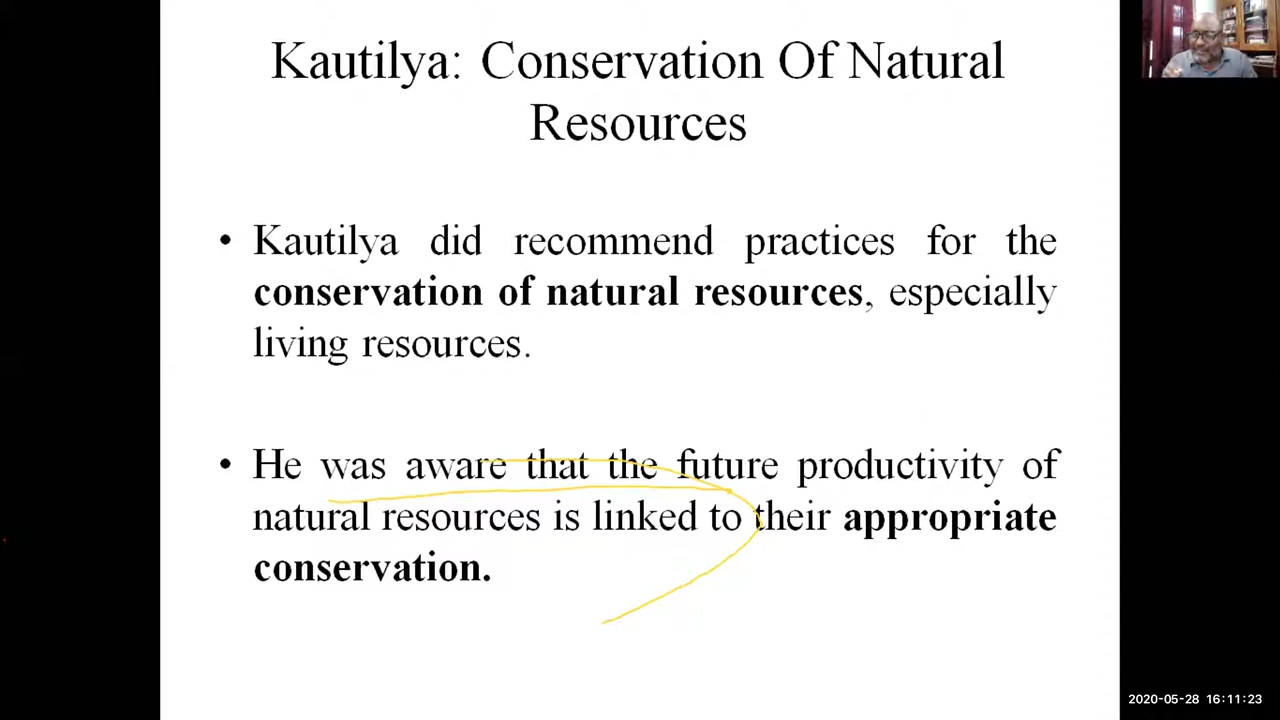 Kautilya: Conservation Of Natural
Resources
• Kautilya did recommend practices for the
conservation of natural resources, especially
living resources.
• He was aware that the future productivity of
natural resources is linked to their appropriate
conservation.
2020-05-28 16:11:23